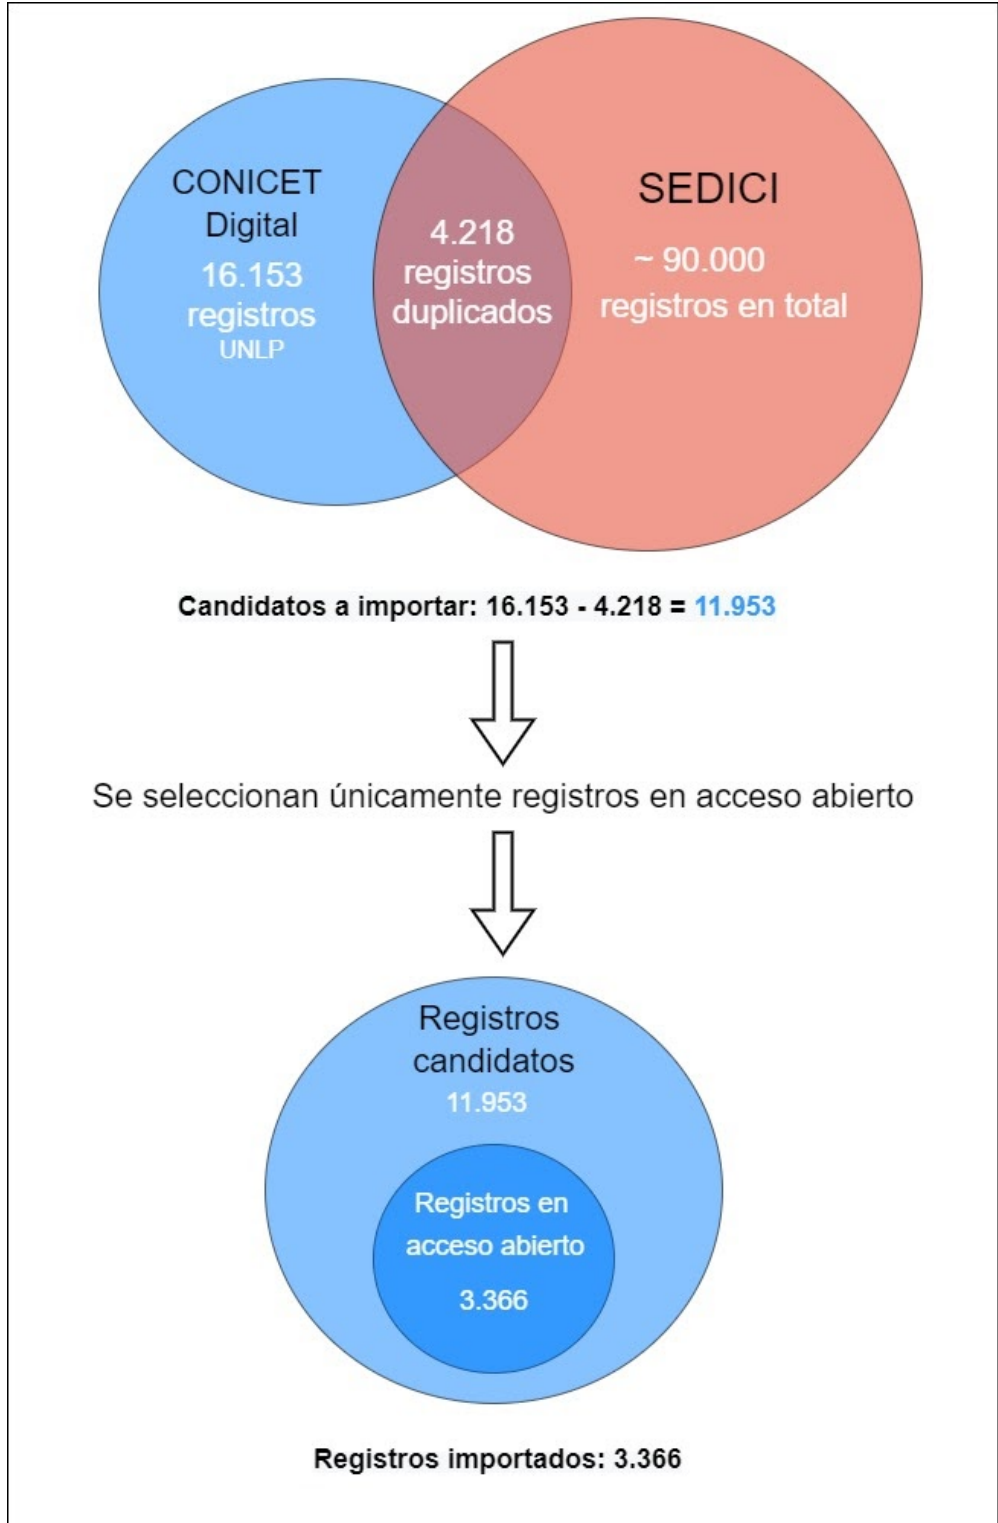 CONICET
Digital
16.153
registros
UNLP
4.218
registros
duplicados
SEDICI
~ 90.000
registros en total
Candidatos a importar: 16.153 - 4.218 = 11.953
Se seleccionan únicamente registros en acceso abierto
Registros
candidatos
11.953
Registros en
acceso abierto
3.366
Registros importados: 3.366